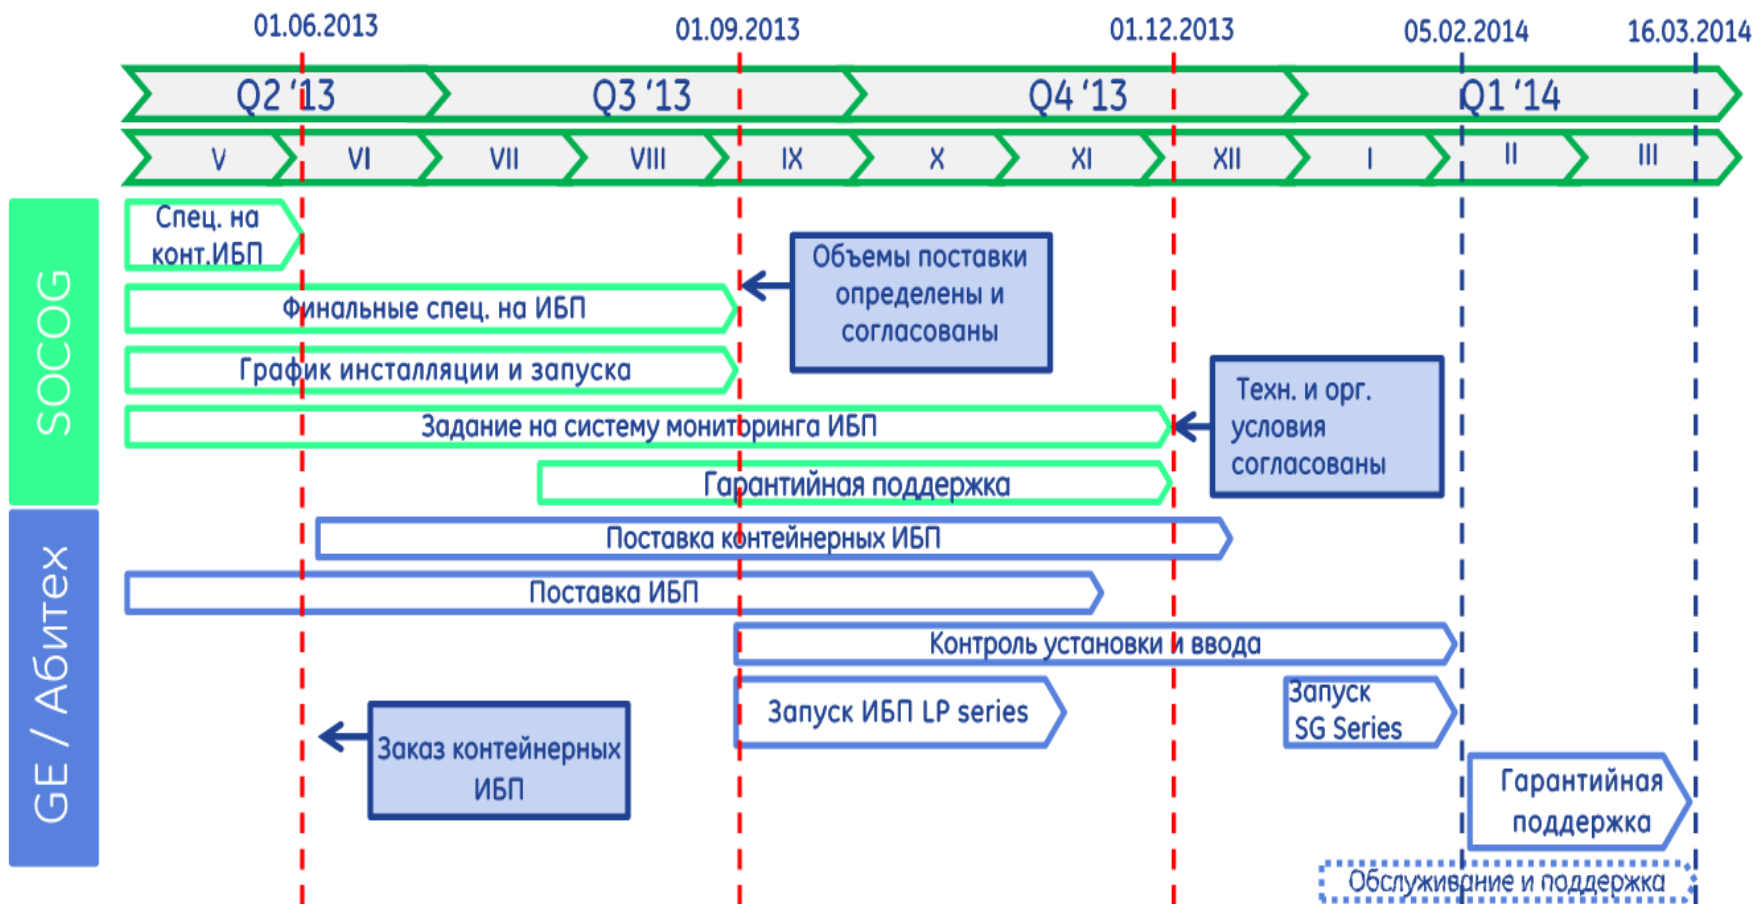 01.06.2013
01.09.2013
01.12.2013
05.02.2014
16.03.2014
Q2 ‘13
Q3 ‘13
Q4 ‘13
Q1 ‘14
V
VI
VII
VIII
IX
X
XI
XII
I
II
III
SOCOG
Спец. на
конт.ИБП
Финальные спец. на ИБП
Объемы поставки
определены и
согласованы
График инсталляции и запуска
Задание на систему мониторинга ИБП
Техн. и орг.
условия
согласованы
Гарантийная поддержка
GE / Абитех
Поставка контейнерных ИБП
Поставка ИБП
Контроль установки и ввода
Запуск ИБП LP series
Запуск
SG Series
Заказ контейнерных
ИБП
Гарантийная
поддержка
Обслуживание и поддержка